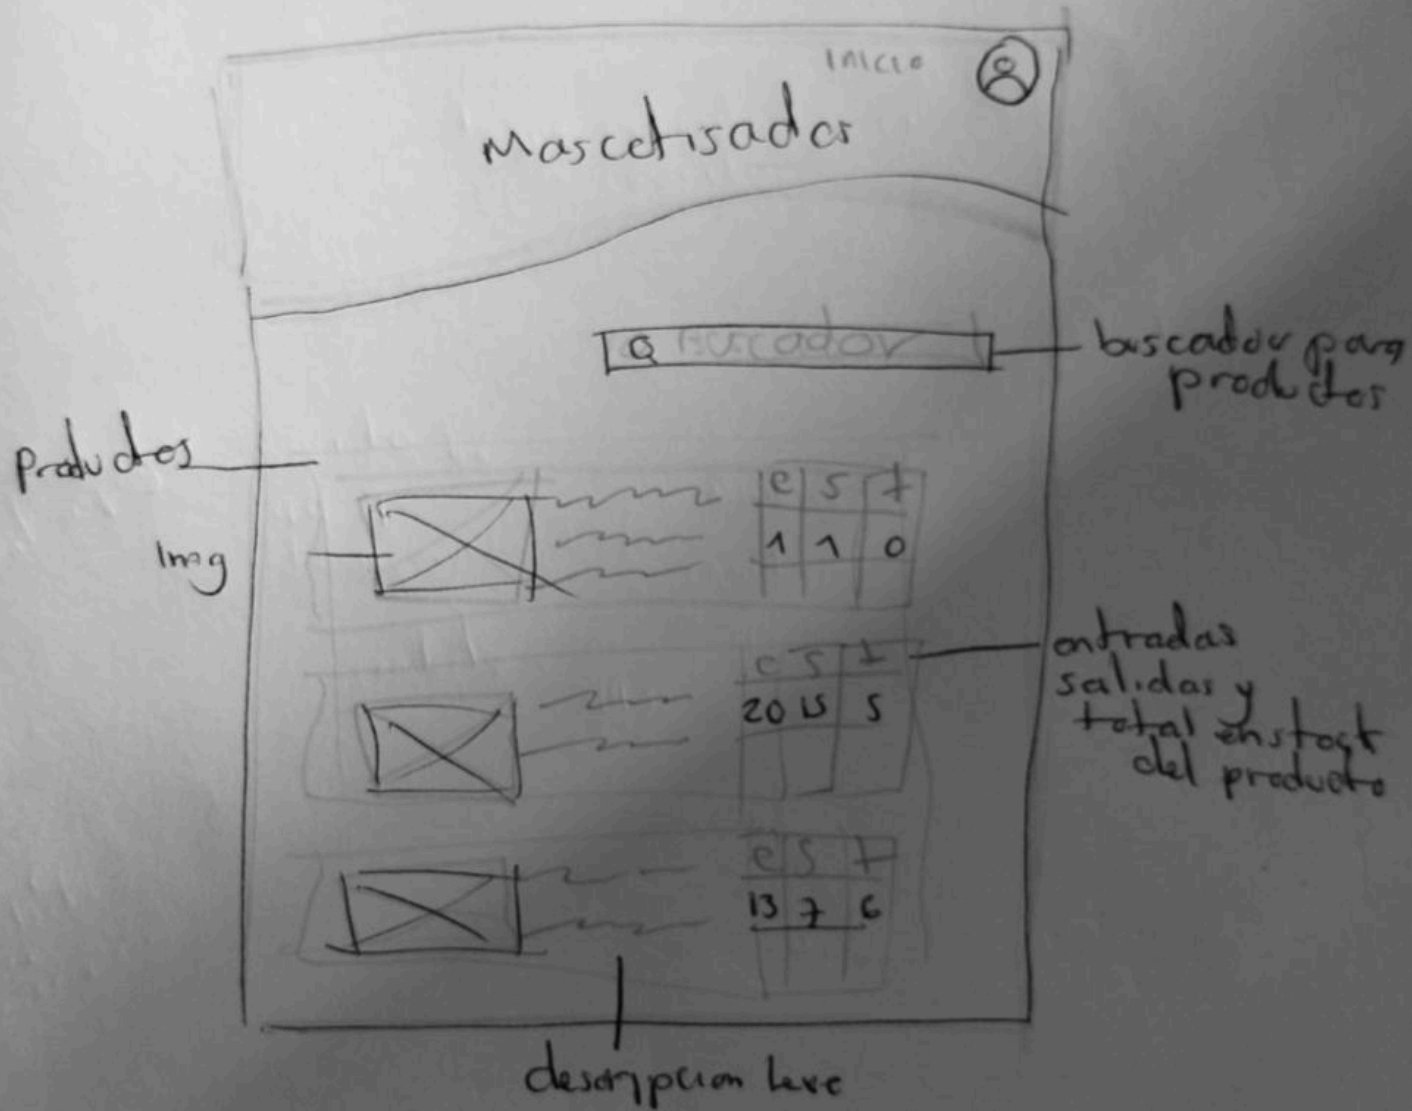 inicio
Mascotisador
Buscador
buscador para
productos
productos
e s t
1 1 0
Img
entradas
salidas y
total en stock
del producto
e s t
20 15 5
e s t
13 7 6
descripcion leve